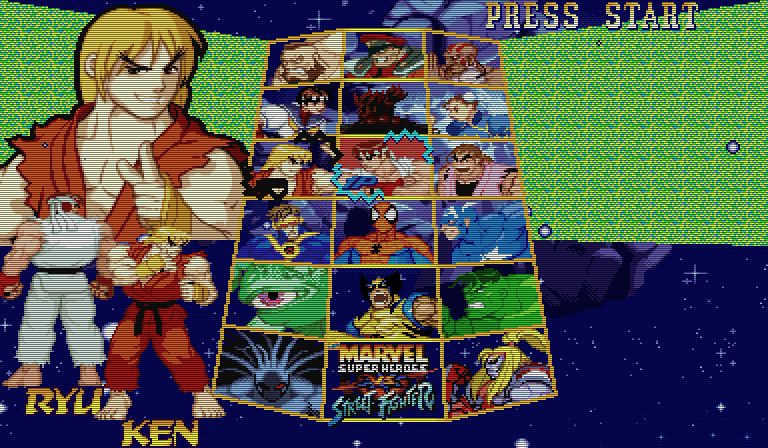 PRESS START
MARVEL
SUPER HEROES
VS
STREET FIGHTER
RYU
KEN